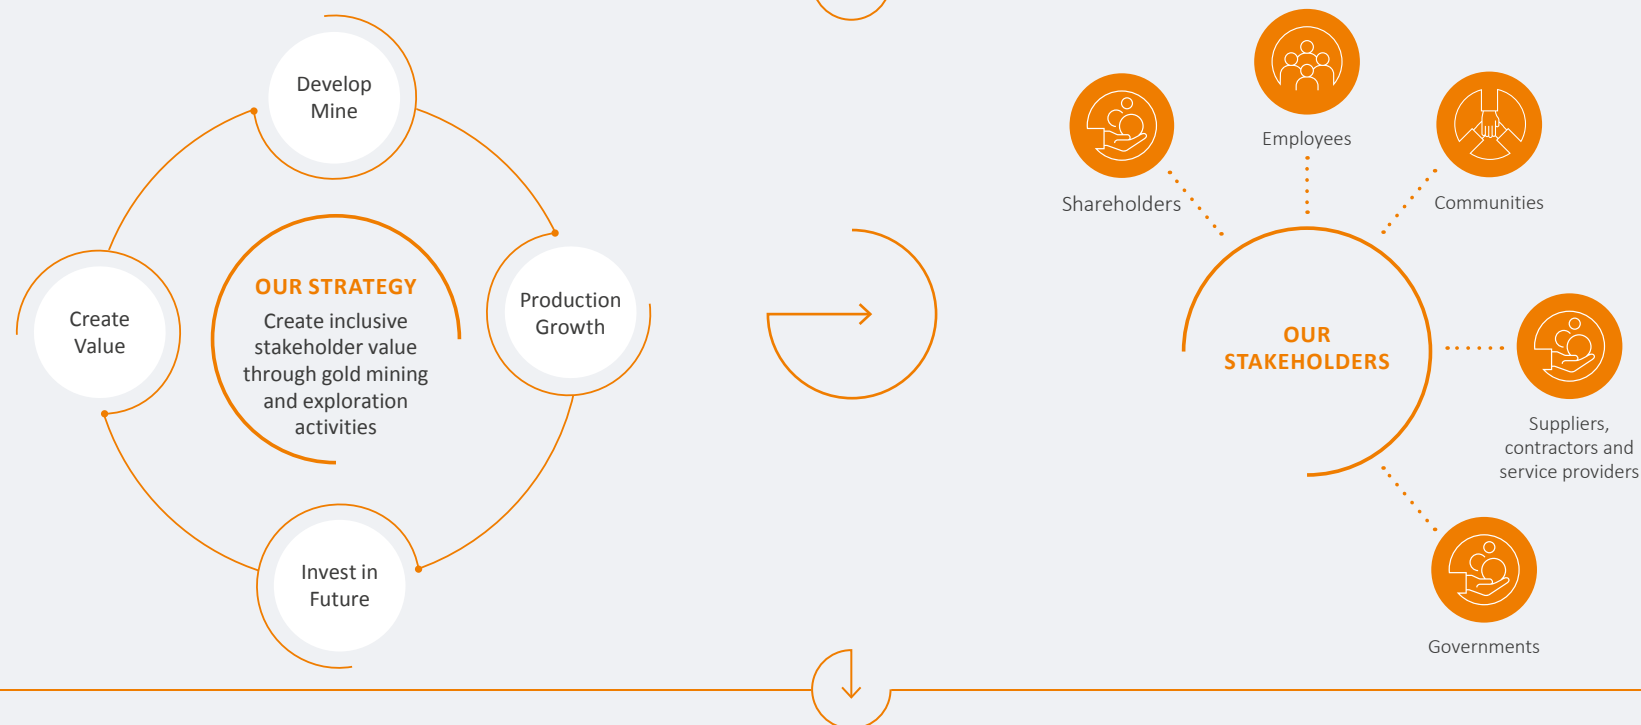 Develop
Mine
Production
Growth
Invest in
Future
Create
Value
OUR STRATEGY
Create inclusive
stakeholder value
through gold mining
and exploration
activities
Shareholders
Employees
Communities
OUR
STAKEHOLDERS
Suppliers,
contractors and
service providers
Governments